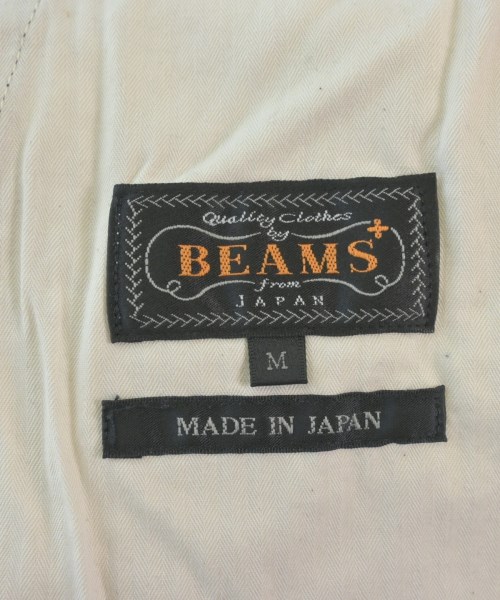 Quality Clothes
by
BEAMS+
from
JAPAN
M
MADE IN JAPAN